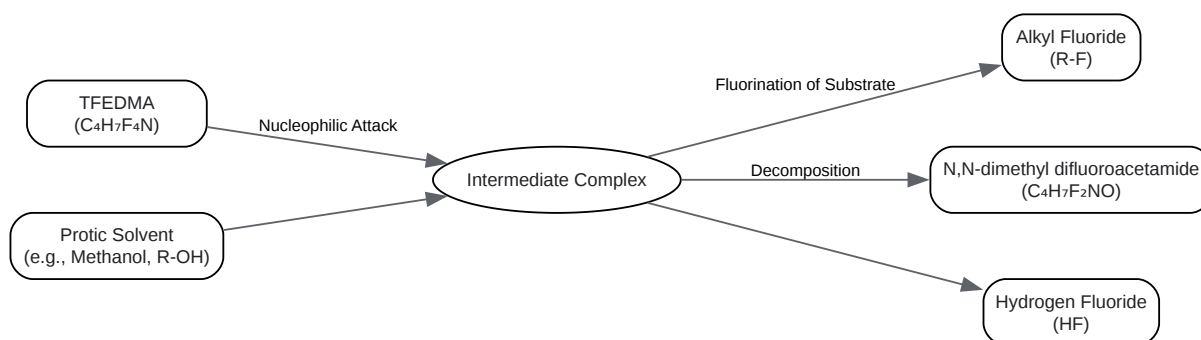 TFEDMA
(C₄H₇F₄N)
Nucleophilic Attack
Protic Solvent
(e.g., Methanol, R-OH)
Intermediate Complex
Fluorination of Substrate
Decomposition
Alkyl Fluoride
(R-F)
N,N-dimethyl difluoroacetamide
(C₄H₇F₂NO)
Hydrogen Fluoride
(HF)